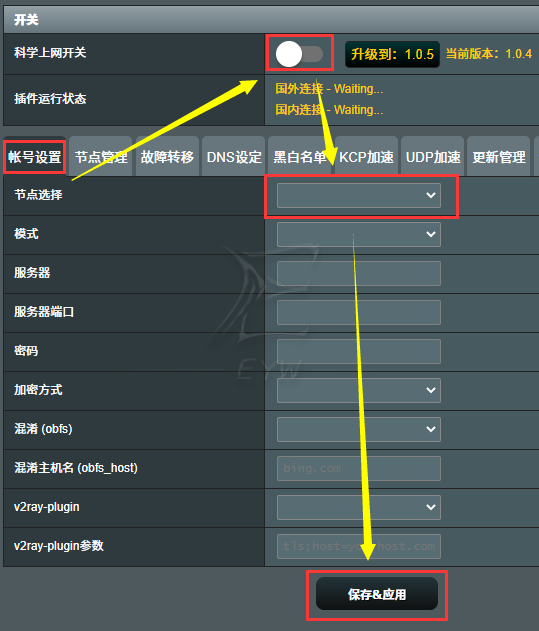 开关
科学上网开关 升级到：1.0.5 当前版本：1.0.4
插件运行状态 国外连接 - Waiting...
国内连接 - Waiting...
帐号设置 节点管理 故障转移 DNS设定 黑白名单 KCP加速 UDP加速 更新管理
节点选择
模式
服务器
服务器端口
密码
EYW
加密方式
混淆 (obfs)
混淆主机名 (obfs_host) bing.com
v2ray-plugin
v2ray-plugin参数 tls;host=y host.com
保存&应用